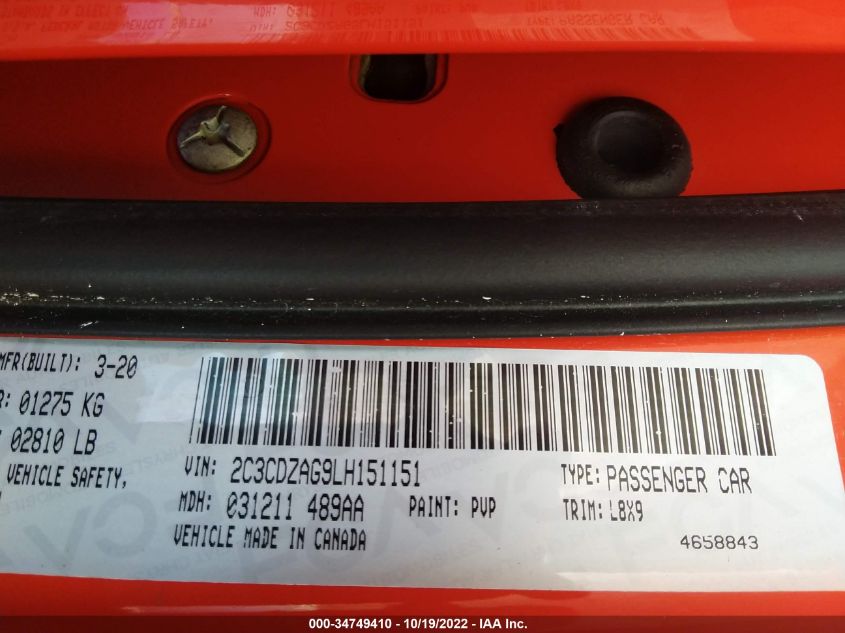 MFR(BUILT): 3-20
R: 01275 KG
02810 LB
VEHICLE SAFETY,
VIN: 2C3CDZAG9LH151151
TYPE: PASSENGER CAR
MDH: 031211 489AA PAINT: PVP TRIM: L8X9
VEHICLE MADE IN CANADA
4658843
000-34749410 - 10/19/2022 - IAA Inc.